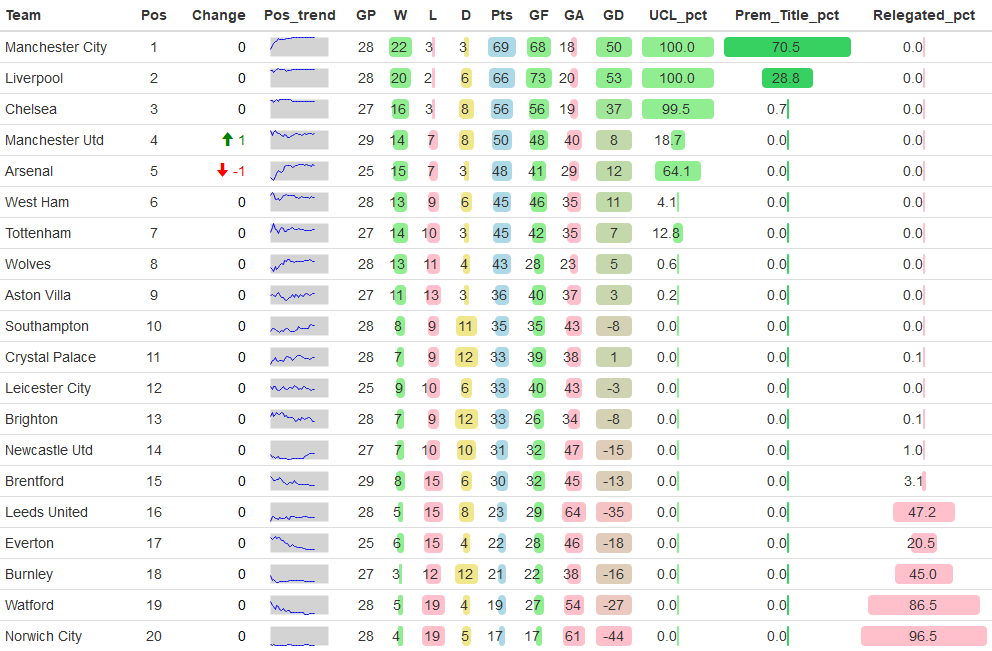 Team Pos Change Pos_trend GP W L D Pts GF GA GD UCL_pct Prem_Title_pct Relegated_pct
Manchester City 1 0 28 22 3 3 69 68 18 50 100.0 70.5 0.0
Liverpool 2 0 28 20 2 6 66 73 20 53 100.0 28.8 0.0
Chelsea 3 0 27 16 3 8 56 56 19 37 99.5 0.7 0.0
Manchester Utd 4 1 29 14 7 8 50 48 40 8 18.7 0.0 0.0
Arsenal 5 -1 25 15 7 3 48 41 29 12 64.1 0.0 0.0
West Ham 6 0 28 13 9 6 45 46 35 11 4.1 0.0 0.0
Tottenham 7 0 27 14 10 3 45 42 35 7 12.8 0.0 0.0
Wolves 8 0 28 13 11 4 43 28 23 5 0.6 0.0 0.0
Aston Villa 9 0 27 11 13 3 36 40 37 3 0.2 0.0 0.0
Southampton 10 0 28 8 9 11 35 35 43 -8 0.0 0.0 0.0
Crystal Palace 11 0 28 7 9 12 33 39 38 1 0.0 0.0 0.1
Leicester City 12 0 25 9 10 6 33 40 43 -3 0.0 0.0 0.0
Brighton 13 0 28 7 9 12 33 26 34 -8 0.0 0.0 0.1
Newcastle Utd 14 0 27 7 10 10 31 32 47 -15 0.0 0.0 1.0
Brentford 15 0 29 8 15 6 30 32 45 -13 0.0 0.0 3.1
Leeds United 16 0 28 5 15 8 23 29 64 -35 0.0 0.0 47.2
Everton 17 0 25 6 15 4 22 28 46 -18 0.0 0.0 20.5
Burnley 18 0 27 3 12 12 21 22 38 -16 0.0 0.0 45.0
Watford 19 0 28 5 19 4 19 27 54 -27 0.0 0.0 86.5
Norwich City 20 0 28 4 19 5 17 17 61 -44 0.0 0.0 96.5